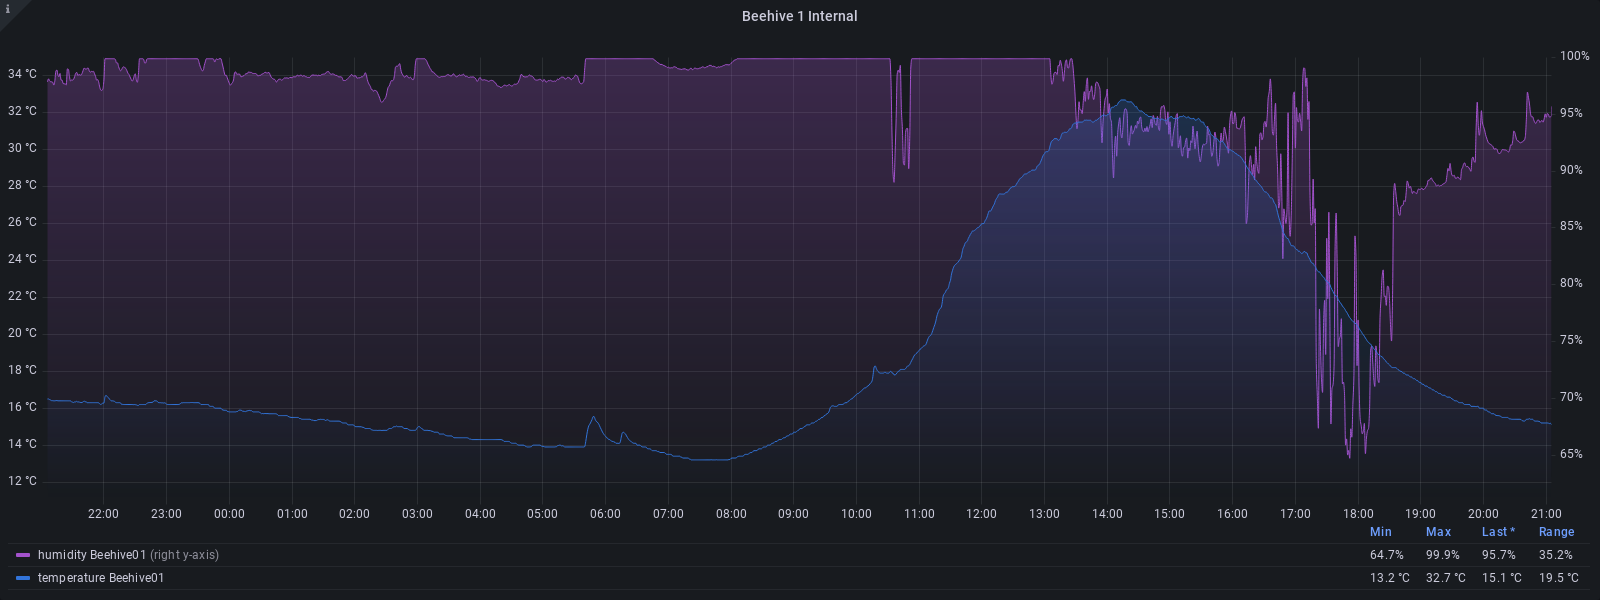 i
Beehive 1 Internal
34 °C
32 °C
30 °C
28 °C
26 °C
24 °C
22 °C
20 °C
18 °C
16 °C
14 °C
12 °C
100%
95%
90%
85%
80%
75%
70%
65%
22:00 23:00 00:00 01:00 02:00 03:00 04:00 05:00 06:00 07:00 08:00 09:00 10:00 11:00 12:00 13:00 14:00 15:00 16:00 17:00 18:00 19:00 20:00 21:00
Min Max Last * Range
humidity Beehive01 (right y-axis) 64.7% 99.9% 95.7% 35.2%
temperature Beehive01 13.2 °C 32.7 °C 15.1 °C 19.5 °C